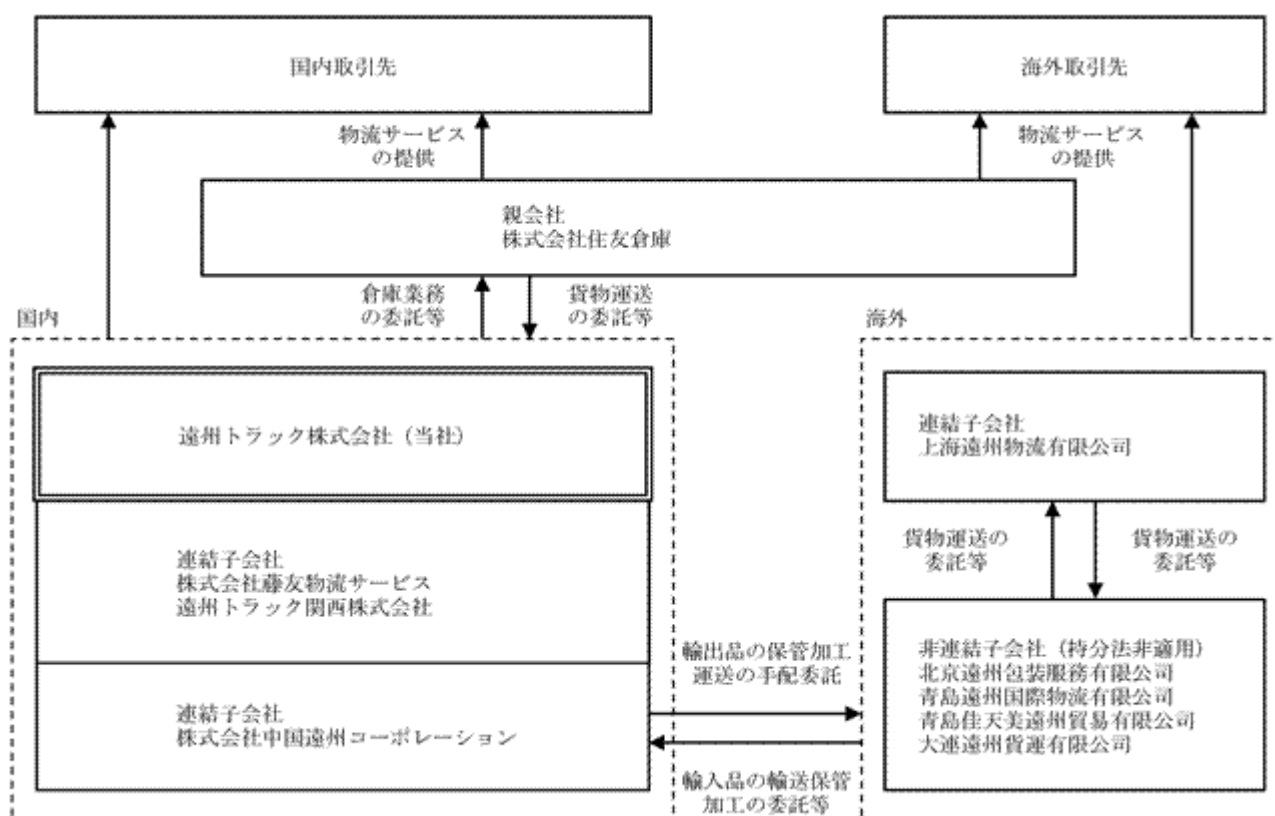 国内取引先
海外取引先
物流サービス
の提供
物流サービス
の提供
親会社
株式会社住友倉庫
倉庫業務
の委託等
貨物運送
の委託等
国内
海外
遠州トラック株式会社（当社）
連結子会社
上海遠州物流有限公司
連結子会社
株式会社藤友物流サービス
遠州トラック関西株式会社
貨物運送の
委託等
貨物運送の
委託等
連結子会社
株式会社中国遠州コーポレーション
輸出品の保管加工
運送の手配委託
輸入品の輸送保管
加工の委託等
非連結子会社（持分法非適用）
北京遠州包装服務有限公司
青島遠州国際物流有限公司
青島佳天美遠州貿易有限公司
大連遠州貨運有限公司